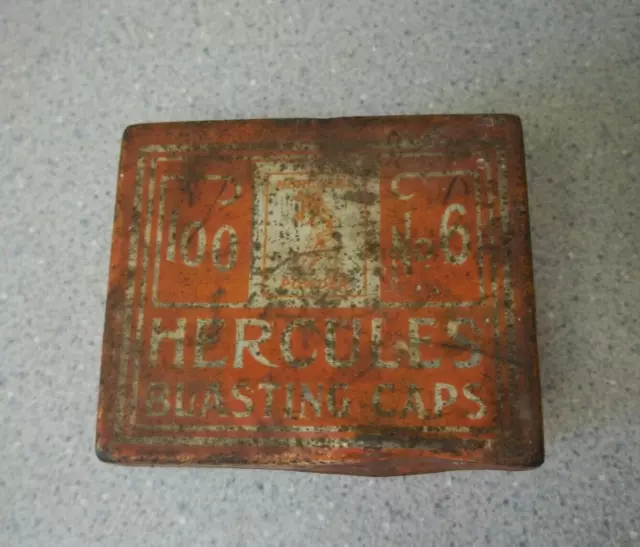 100
No 6
HERCULES
BLASTING CAPS